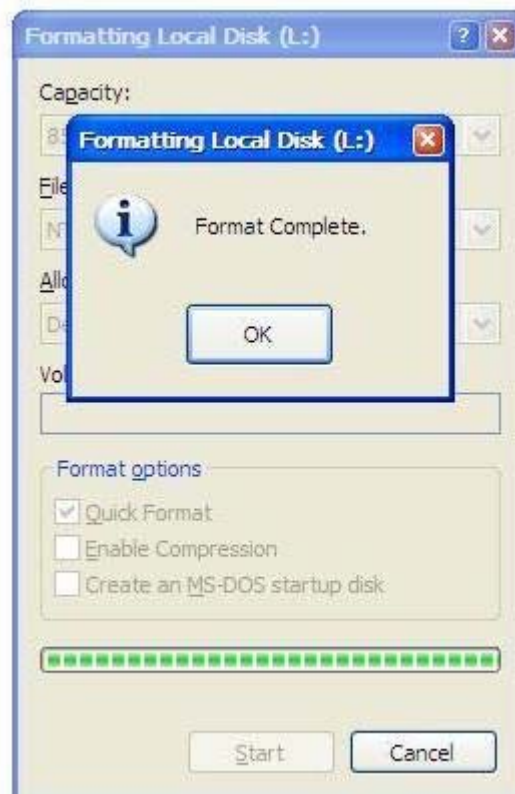 Formatting Local Disk (L:)
Capacity:
Formatting Local Disk (L:)
Format Complete.
OK
Format options
Quick Format
Enable Compression
Create an MS-DOS startup disk
Start
Cancel